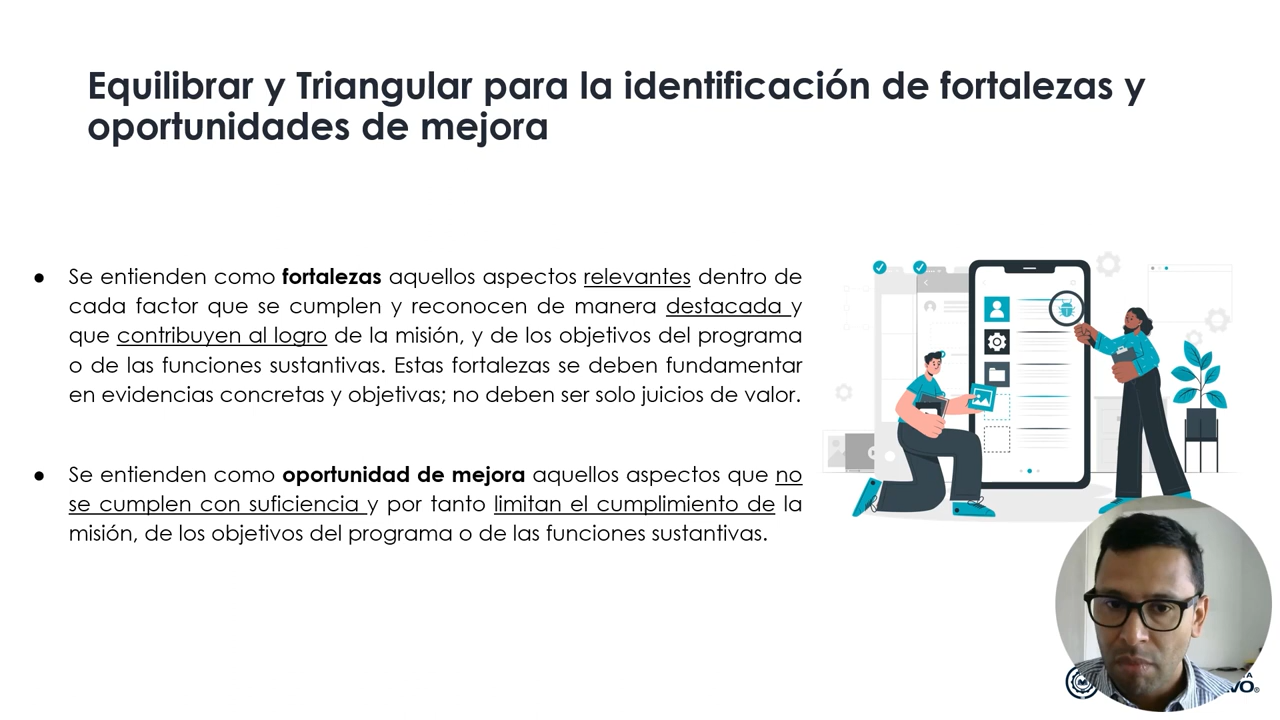 Equilibrar y Triangular para la identificación de fortalezas y
oportunidades de mejora
● Se entienden como fortalezas aquellos aspectos relevantes dentro de
cada factor que se cumplen y reconocen de manera destacada y
que contribuyen al logro de la misión, y de los objetivos del programa
o de las funciones sustantivas. Estas fortalezas se deben fundamentar
en evidencias concretas y objetivas; no deben ser solo juicios de valor.
● Se entienden como oportunidad de mejora aquellos aspectos que no
se cumplen con suficiencia y por tanto limitan el cumplimiento de la
misión, de los objetivos del programa o de las funciones sustantivas.